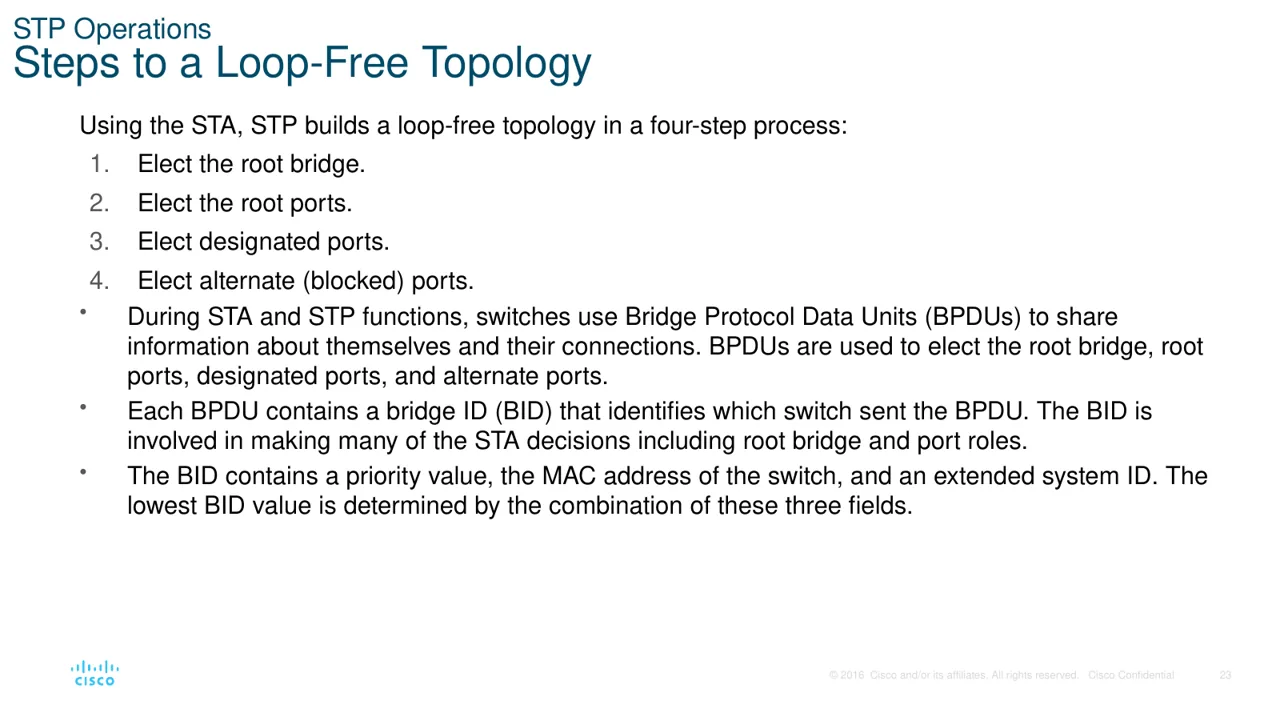 STP Operations
Steps to a Loop-Free Topology
Using the STA, STP builds a loop-free topology in a four-step process:
1. Elect the root bridge.
2. Elect the root ports.
3. Elect designated ports.
4. Elect alternate (blocked) ports.
• During STA and STP functions, switches use Bridge Protocol Data Units (BPDUs) to share
information about themselves and their connections. BPDUs are used to elect the root bridge, root
ports, designated ports, and alternate ports.
• Each BPDU contains a bridge ID (BID) that identifies which switch sent the BPDU. The BID is
involved in making many of the STA decisions including root bridge and port roles.
• The BID contains a priority value, the MAC address of the switch, and an extended system ID. The
lowest BID value is determined by the combination of these three fields.
CISCO
© 2016 Cisco and/or its affiliates. All rights reserved. Cisco Confidential 23